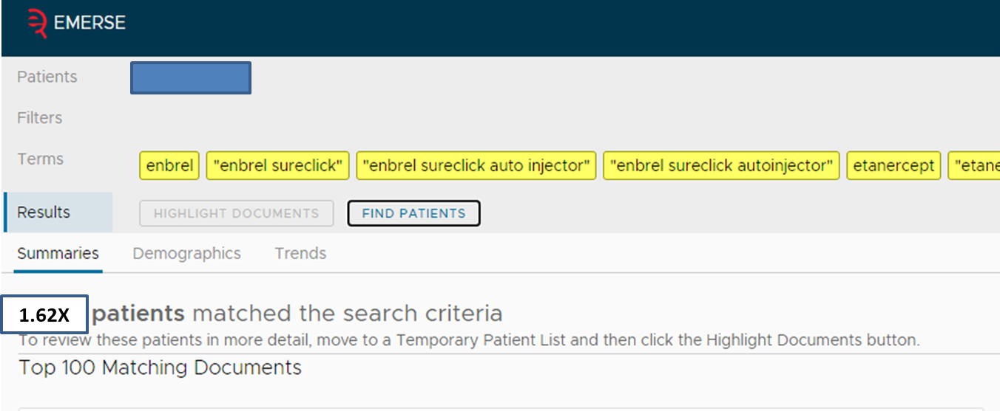 EMERSE
Patients
Filters
Terms enbrel "enbrel sureclick" "enbrel sureclick auto injector" "enbrel sureclick autoinjector" etanercept
Results HIGHLIGHT DOCUMENTS FIND PATIENTS
Summaries Demographics Trends
1.62X patients matched the search criteria
To review these patients in more detail, move to a Temporary Patient List and then click the Highlight Documents button.
Top 100 Matching Documents